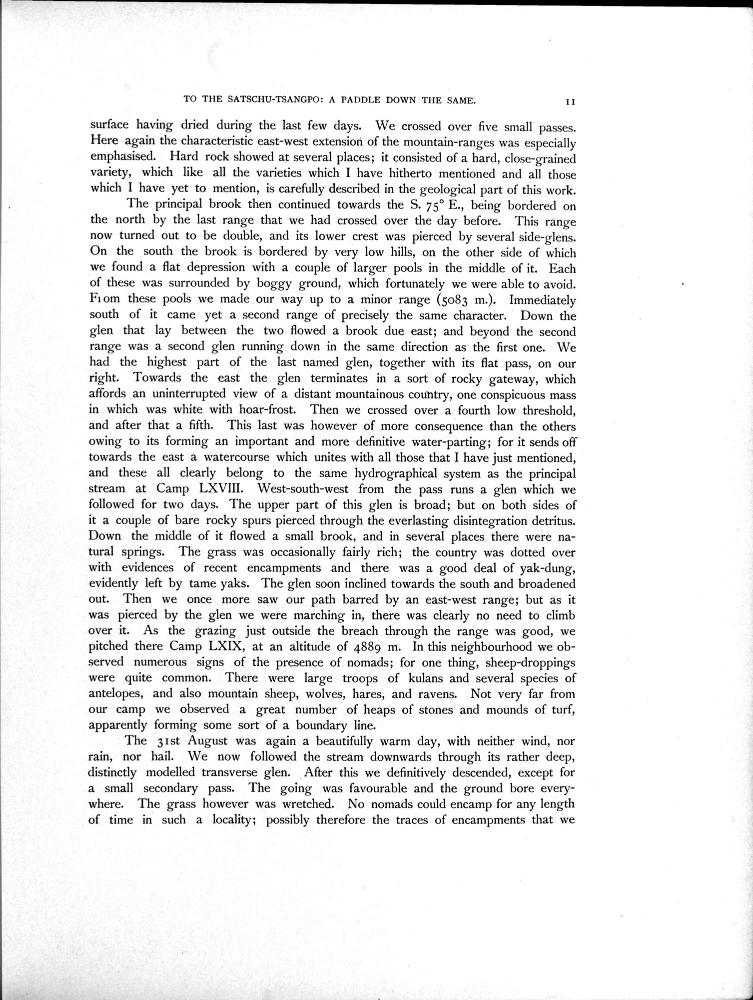 TO THE SATSCHU-TSANGPO: A PADDLE DOWN THE SAME. 11
surface having dried during the last few days. We crossed over five small passes.
Here again the characteristic east-west extension of the mountain-ranges was especially
emphasised. Hard rock showed at several places; it consisted of a hard, close-grained
variety, which like all the varieties which I have hitherto mentioned and all those
which I have yet to mention, is carefully described in the geological part of this work.
The principal brook then continued towards the S. 75° E., being bordered on
the north by the last range that we had crossed over the day before. This range
now turned out to be double, and its lower crest was pierced by several side-glens.
On the south the brook is bordered by very low hills, on the other side of which
we found a flat depression with a couple of larger pools in the middle of it. Each
of these was surrounded by boggy ground, which fortunately we were able to avoid.
From these pools we made our way up to a minor range (5083 m.). Immediately
south of it came yet a second range of precisely the same character. Down the
glen that lay between the two flowed a brook due east; and beyond the second
range was a second glen running down in the same direction as the first one. We
had the highest part of the last named glen, together with its flat pass, on our
right. Towards the east the glen terminates in a sort of rocky gateway, which
affords an uninterrupted view of a distant mountainous country, one conspicuous mass
in which was white with hoar-frost. Then we crossed over a fourth low threshold,
and after that a fifth. This last was however of more consequence than the others
owing to its forming an important and more definitive water-parting; for it sends off
towards the east a watercourse which unites with all those that I have just mentioned,
and these all clearly belong to the same hydrographical system as the principal
stream at Camp LXVIII. West-south-west from the pass runs a glen which we
followed for two days. The upper part of this glen is broad; but on both sides of
it a couple of bare rocky spurs pierced through the everlasting disintegration detritus.
Down the middle of it flowed a small brook, and in several places there were na-
tural springs. The grass was occasionally fairly rich; the country was dotted over
with evidences of recent encampments and there was a good deal of yak-dung,
evidently left by tame yaks. The glen soon inclined towards the south and broadened
out. Then we once more saw our path barred by an east-west range; but as it
was pierced by the glen we were marching in, there was clearly no need to climb
over it. As the grazing just outside the breach through the range was good, we
pitched there Camp LXIX, at an altitude of 4889 m. In this neighbourhood we ob-
served numerous signs of the presence of nomads; for one thing, sheep-droppings
were quite common. There were large troops of kulans and several species of
antelopes, and also mountain sheep, wolves, hares, and ravens. Not very far from
our camp we observed a great number of heaps of stones and mounds of turf,
apparently forming some sort of a boundary line.
The 31st August was again a beautifully warm day, with neither wind, nor
rain, nor hail. We now followed the stream downwards through its rather deep,
distinctly modelled transverse glen. After this we definitively descended, except for
a small secondary pass. The going was favourable and the ground bore every-
where. The grass however was wretched. No nomads could encamp for any length
of time in such a locality; possibly therefore the traces of encampments that we